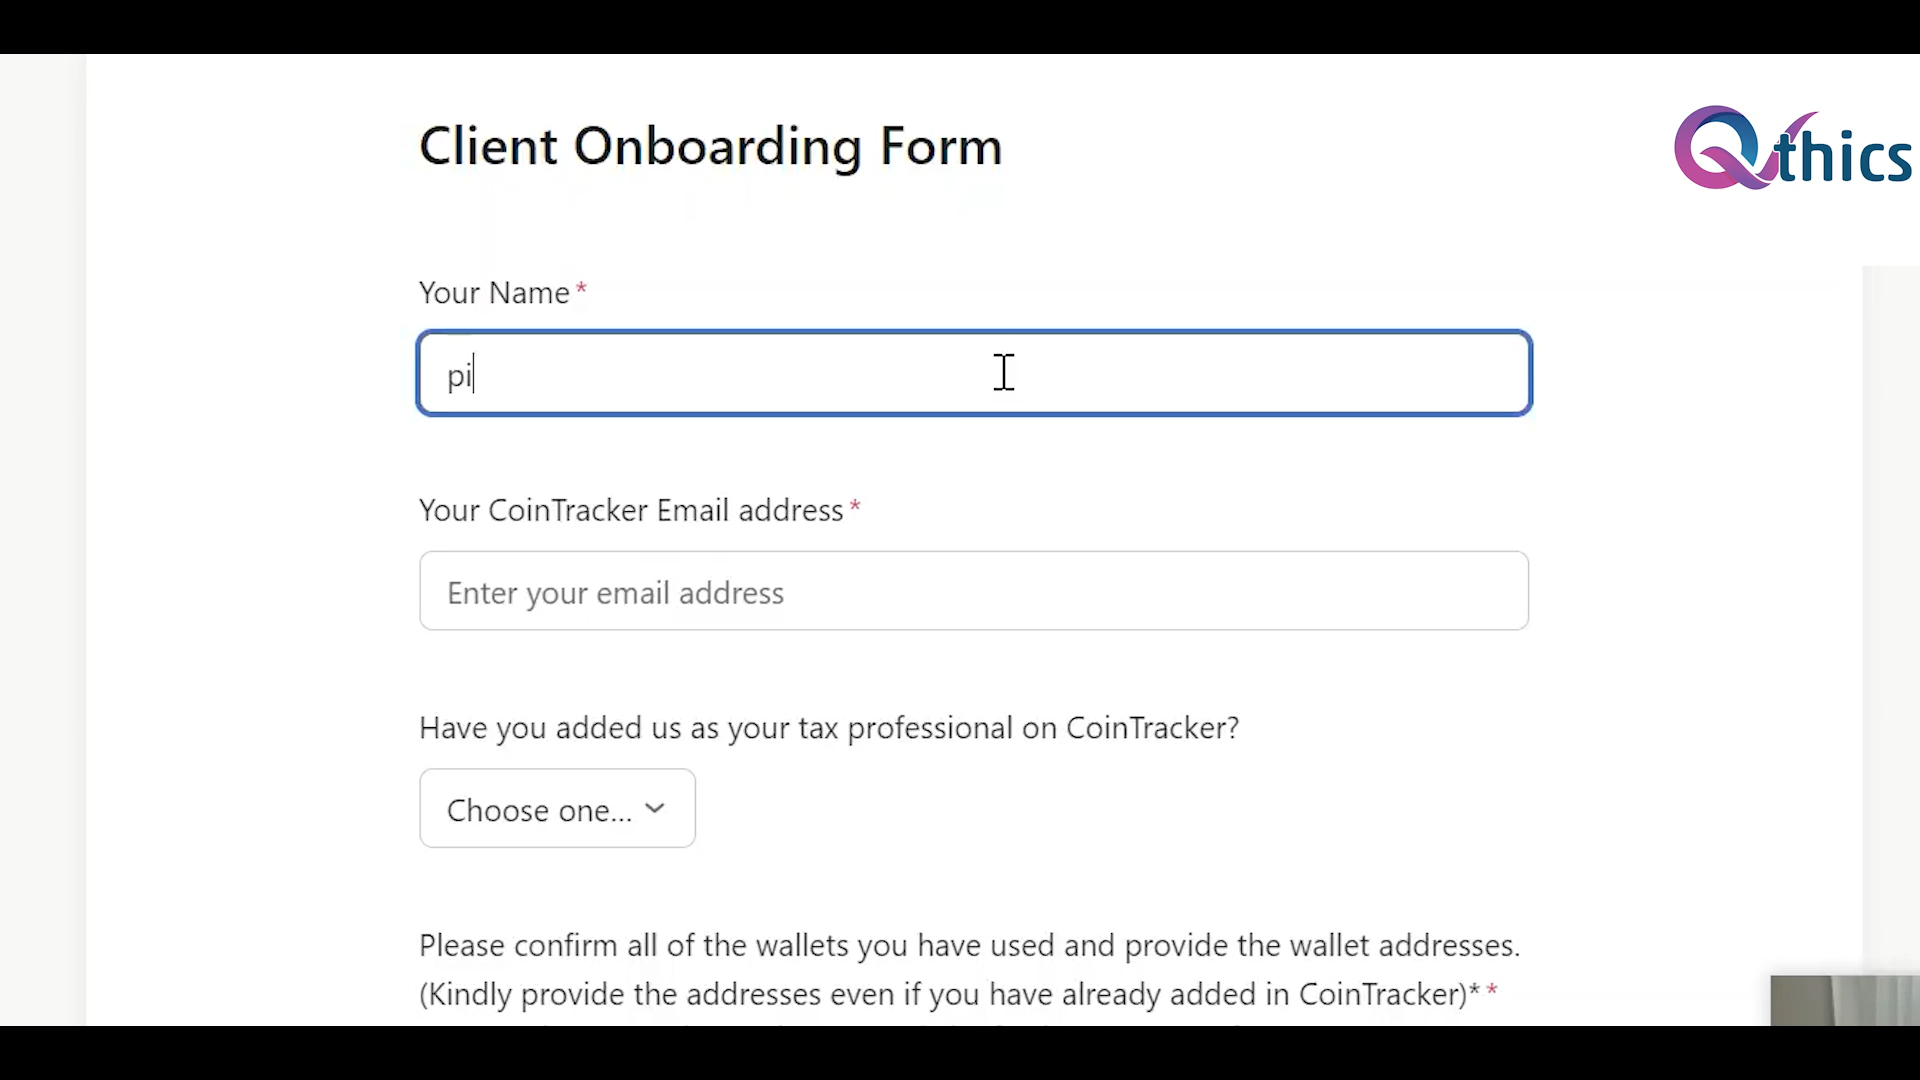 Client Onboarding Form
Qthics
Your Name*
pi
Your CoinTracker Email address*
Enter your email address
Have you added us as your tax professional on CoinTracker?
Choose one...
Please confirm all of the wallets you have used and provide the wallet addresses.
(Kindly provide the addresses even if you have already added in CoinTracker)**